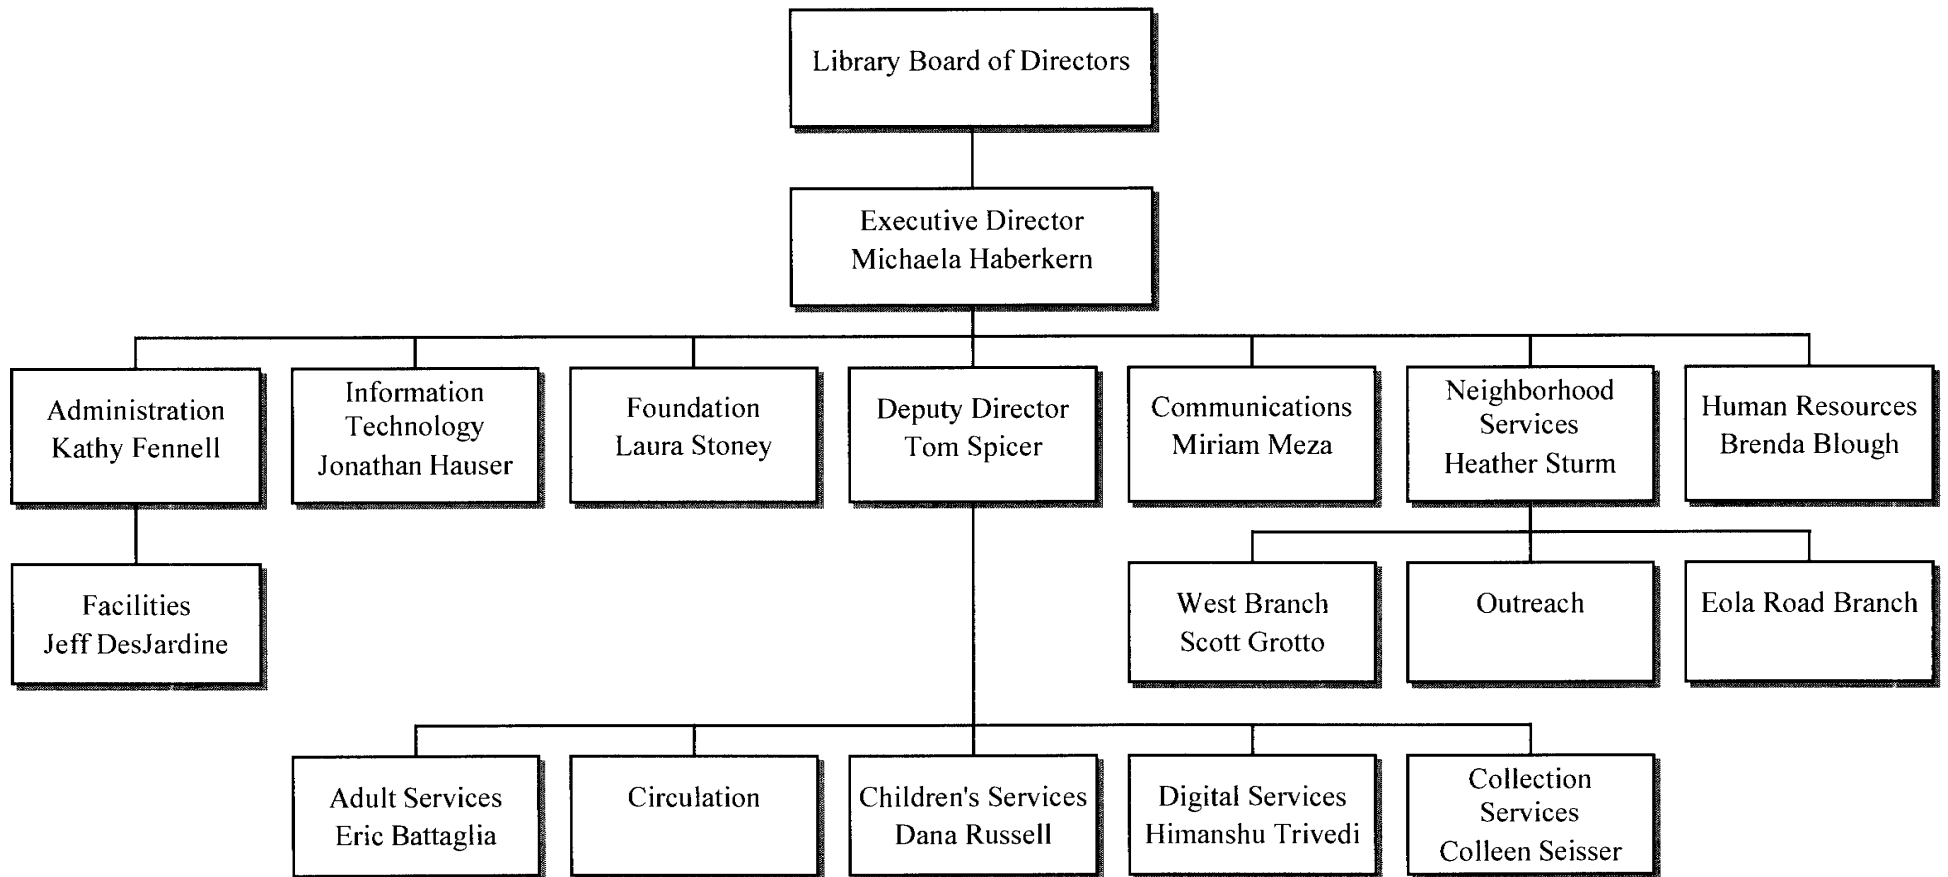 Library Board of Directors
Executive Director
Michaela Haberkern
Administration
Kathy Fennell
Information
Technology
Jonathan Hauser
Foundation
Laura Stoney
Deputy Director
Tom Spicer
Communications
Miriam Meza
Neighborhood
Services
Heather Sturm
Human Resources
Brenda Blough
Facilities
Jeff DesJardine
West Branch
Scott Grotto
Outreach
Eola Road Branch
Adult Services
Eric Battaglia
Circulation
Children's Services
Dana Russell
Digital Services
Himanshu Trivedi
Collection
Services
Colleen Seisser